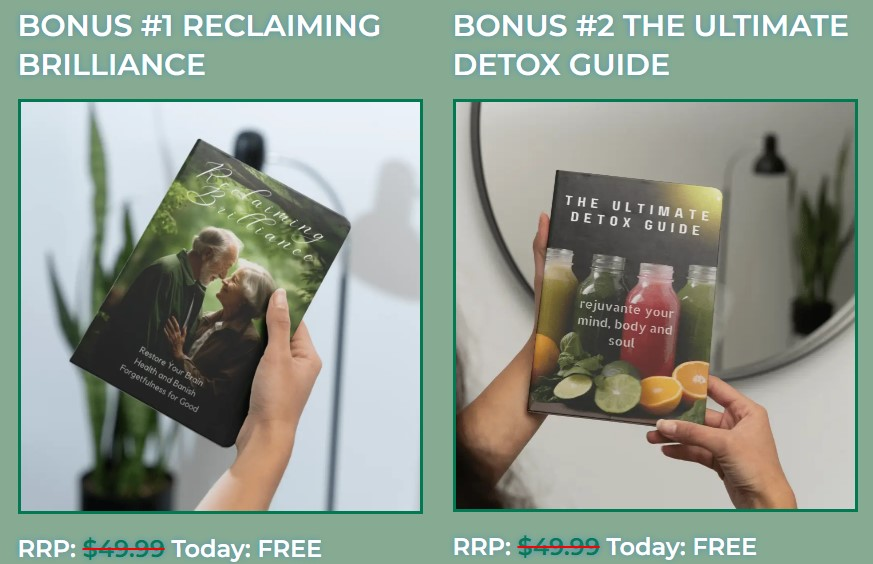 BONUS #1 RECLAIMING
BRILLIANCE
Reclaiming
Brilliance
Restore Your Brain
Health and Banish
Forgetfulness for Good
RRP: $49.99 Today: FREE
BONUS #2 THE ULTIMATE
DETOX GUIDE
THE ULTIMATE
DETOX GUIDE
rejuvante your
mind, body and
soul
RRP: $49.99 Today: FREE